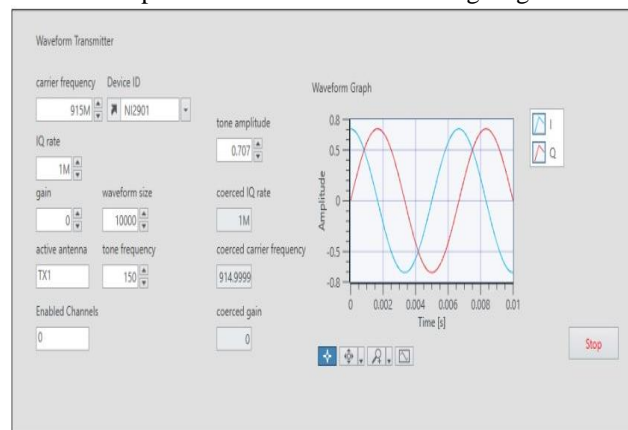 Waveform Transmitter
carrier frequency Device ID
915M NI2901
IQ rate
1M
gain waveform size
0 10000
active antenna tone frequency
TX1 150
Enabled Channels
0
tone amplitude
0.707
coerced IQ rate
1M
coerced carrier frequency
914.9999
coerced gain
0
Waveform Graph
0.8
0.5
0
-0.5
-0.8
Amplitude
0 0.002 0.004 0.006 0.008 0.01
Time [s]
I
Q
Stop